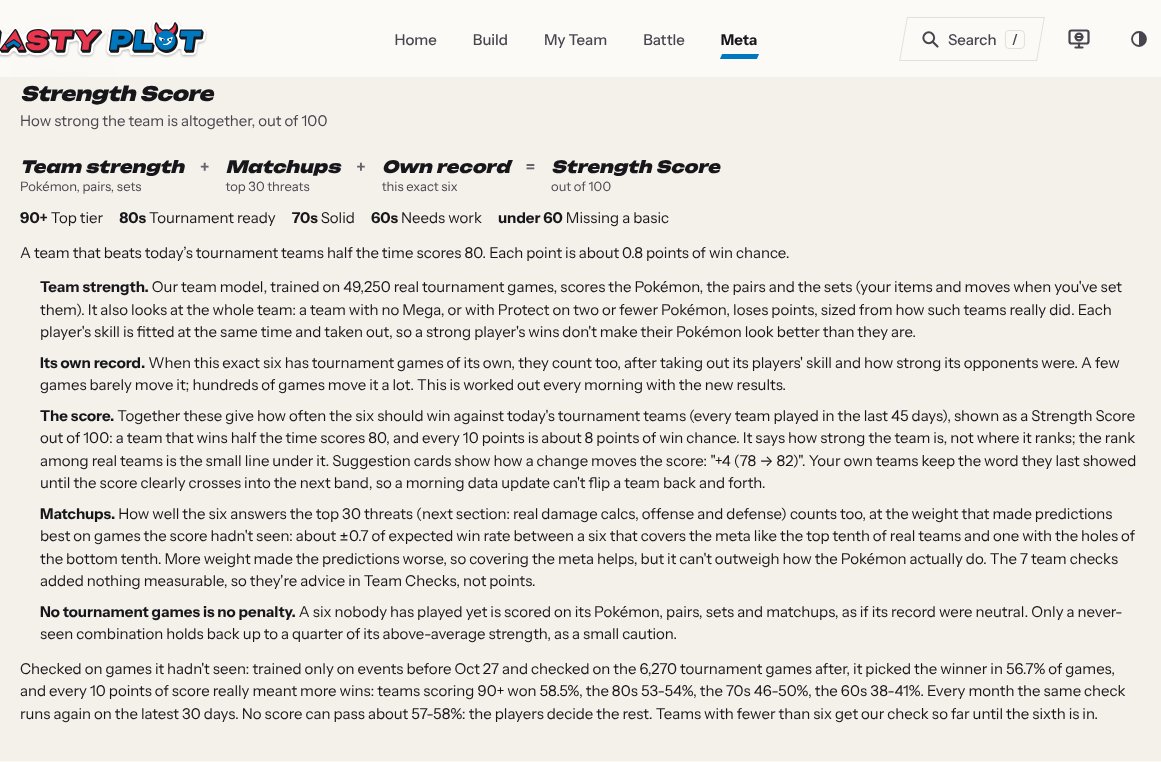 NASTY PLOT
Home Build My Team Battle Meta Search /
Strength Score
How strong the team is altogether, out of 100
Team strength + Matchups + Own record = Strength Score
Pokémon, pairs, sets top 30 threats this exact six out of 100
90+ Top tier 80s Tournament ready 70s Solid 60s Needs work under 60 Missing a basic
A team that beats today's tournament teams half the time scores 80. Each point is about 0.8 points of win chance.
Team strength. Our team model, trained on 49,250 real tournament games, scores the Pokémon, the pairs and the sets (your items and moves when you've set
them). It also looks at the whole team: a team with no Mega, or with Protect on two or fewer Pokémon, loses points, sized from how such teams really did. Each
player's skill is fitted at the same time and taken out, so a strong player's wins don't make their Pokémon look better than they are.
Its own record. When this exact six has tournament games of its own, they count too, after taking out its players' skill and how strong its opponents were. A few
games barely move it; hundreds of games move it a lot. This is worked out every morning with the new results.
The score. Together these give how often the six should win against today's tournament teams (every team played in the last 45 days), shown as a Strength Score
out of 100: a team that wins half the time scores 80, and every 10 points is about 8 points of win chance. It says how strong the team is, not where it ranks; the rank
among real teams is the small line under it. Suggestion cards show how a change moves the score: "+4 (78 → 82)". Your own teams keep the word they last showed
until the score clearly crosses into the next band, so a morning data update can't flip a team back and forth.
Matchups. How well the six answers the top 30 threats (next section: real damage calcs, offense and defense) counts too, at the weight that made predictions
best on games the score hadn't seen: about ±0.7 of expected win rate between a six that covers the meta like the top tenth of real teams and one with the holes of
the bottom tenth. More weight made the predictions worse, so covering the meta helps, but it can't outweigh how the Pokémon actually do. The 7 team checks
added nothing measurable, so they're advice in Team Checks, not points.
No tournament games is no penalty. A six nobody has played yet is scored on its Pokémon, pairs, sets and matchups, as if its record were neutral. Only a never-
seen combination holds back up to a quarter of its above-average strength, as a small caution.
Checked on games it hadn't seen: trained only on events before Oct 27 and checked on the 6,270 tournament games after, it picked the winner in 56.7% of games,
and every 10 points of score really meant more wins: teams scoring 90+ won 58.5%, the 80s 53-54%, the 70s 46-50%, the 60s 38-41%. Every month the same check
runs again on the latest 30 days. No score can pass about 57-58%: the players decide the rest. Teams with fewer than six get our check so far until the sixth is in.